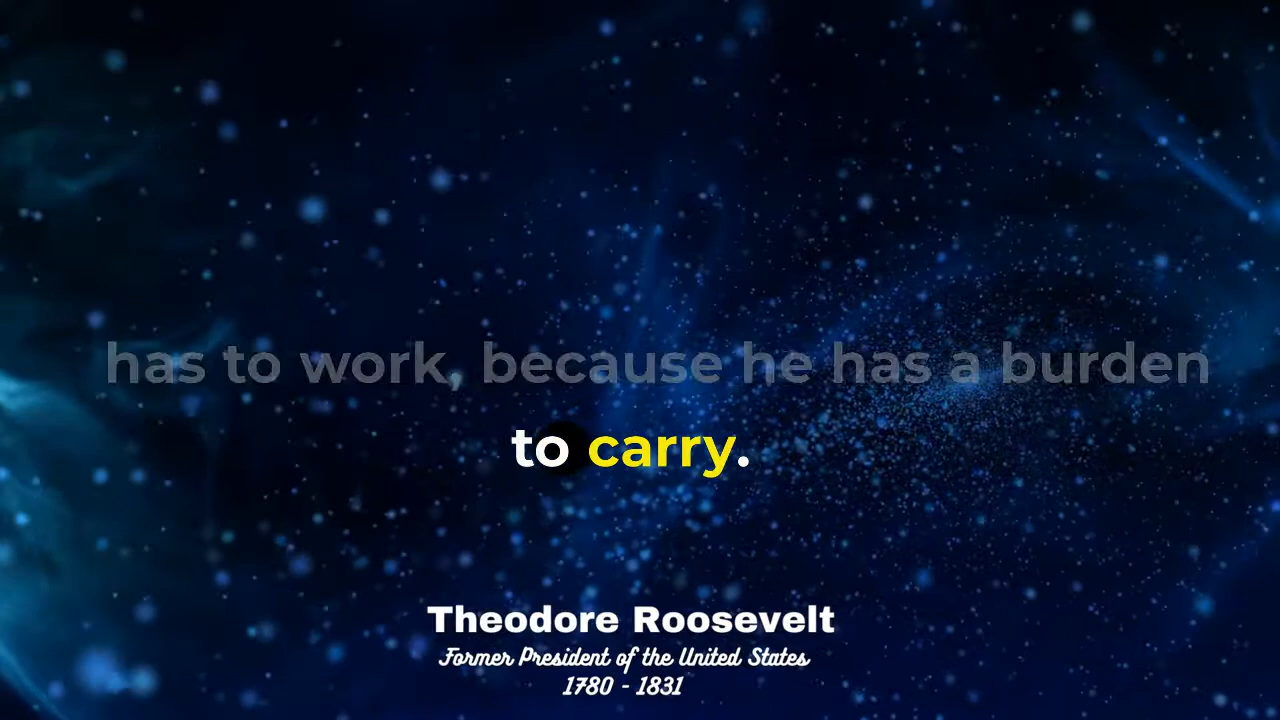 has to work, because he has a burden
to carry.
Theodore Roosevelt
Former President of the United States
1780 - 1831